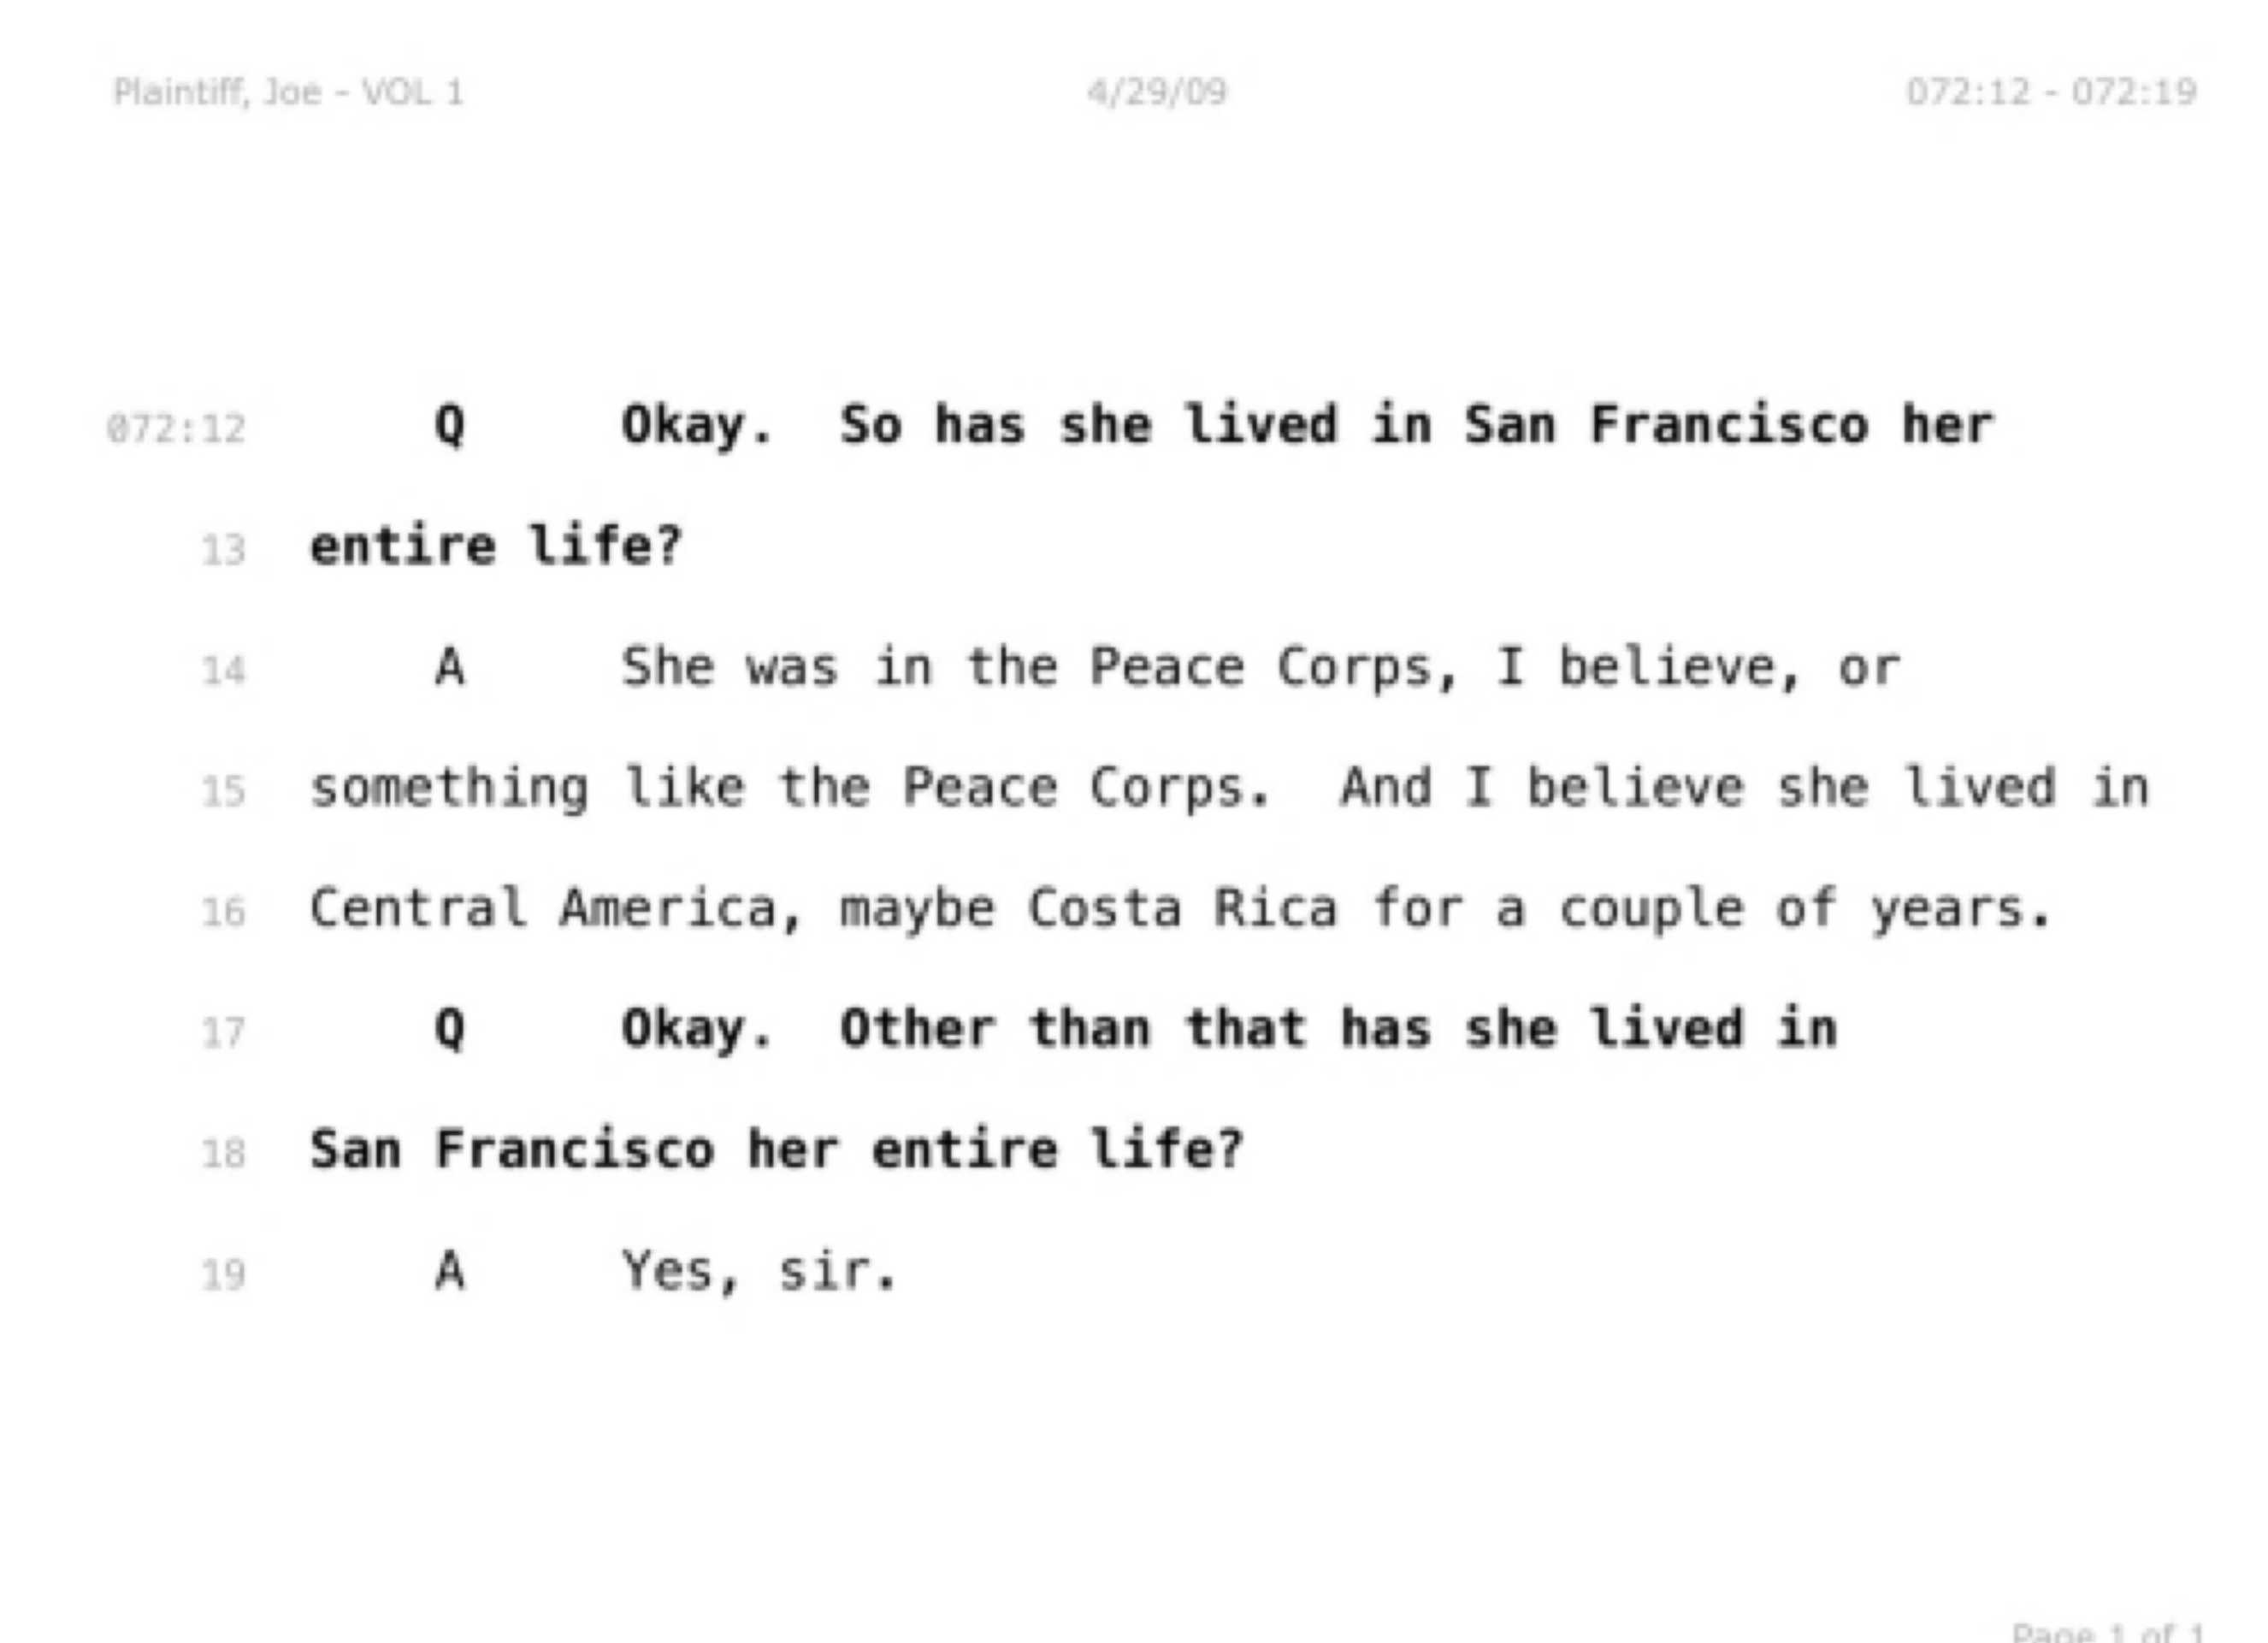 Plaintiff, Joe - VOL 1 4/29/09 072:12 - 072:19
072:12 Q Okay. So has she lived in San Francisco her
13 entire life?
14 A She was in the Peace Corps, I believe, or
15 something like the Peace Corps. And I believe she lived in
16 Central America, maybe Costa Rica for a couple of years.
17 Q Okay. Other than that has she lived in
18 San Francisco her entire life?
19 A Yes, sir.
Page 1 of 1